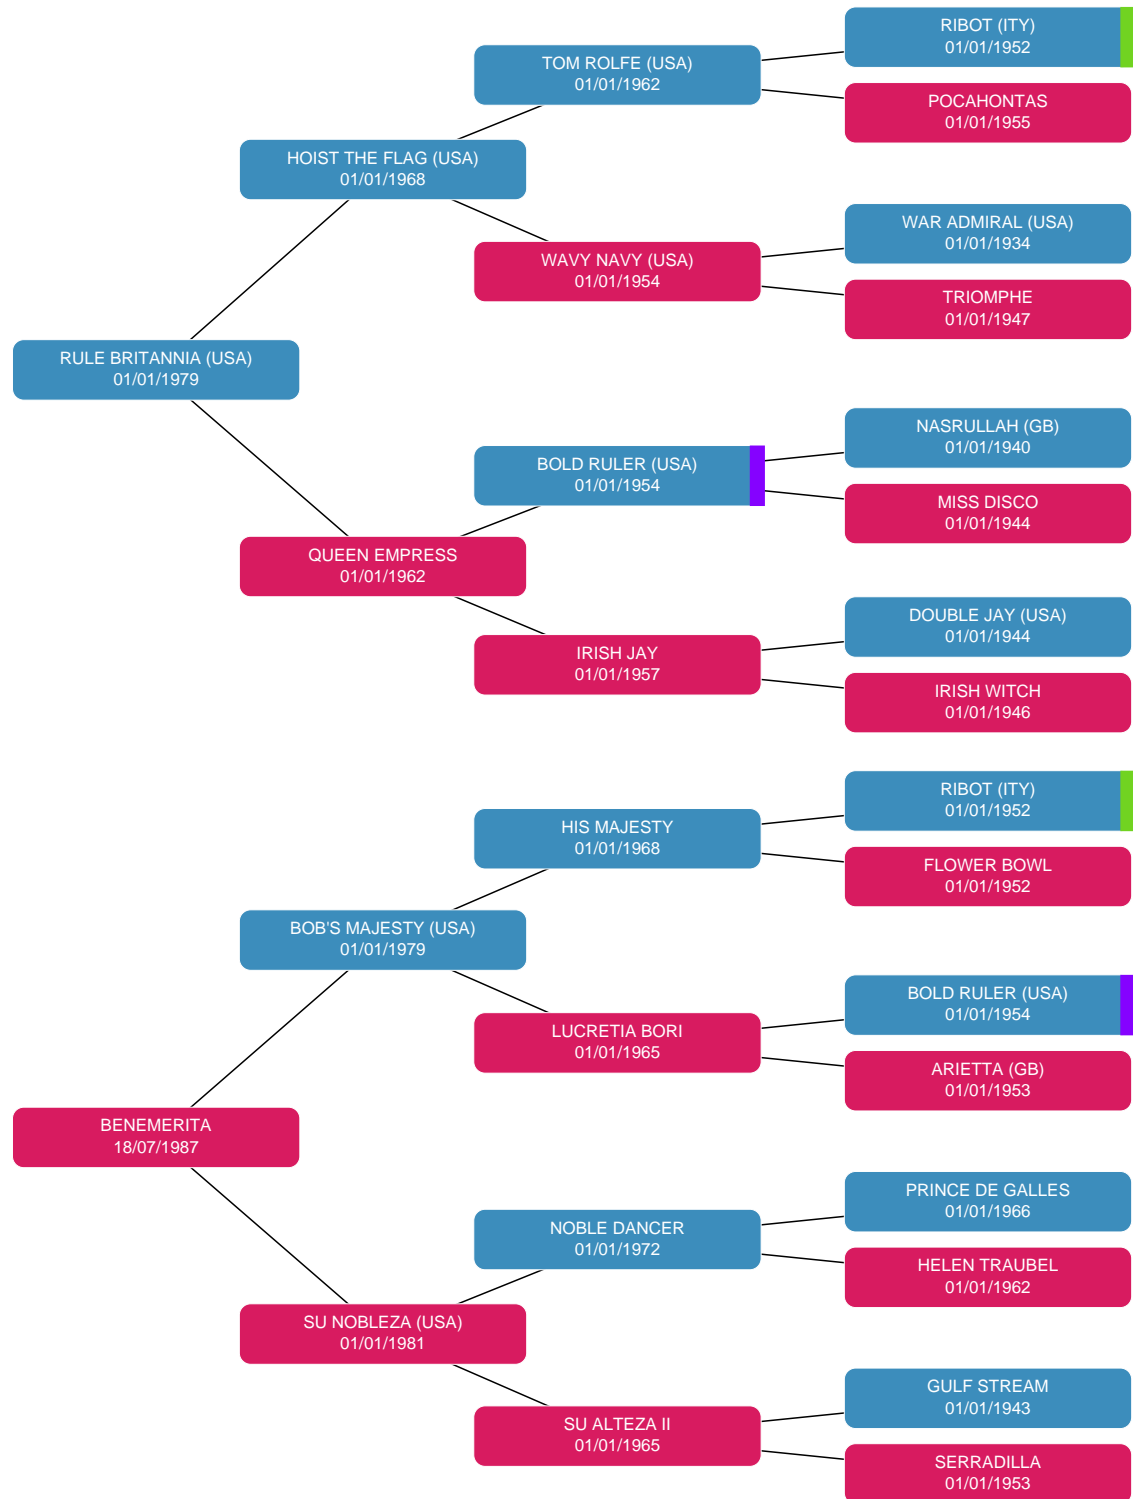 RIBOT (ITY)
01/01/1952
TOM ROLFE (USA)
01/01/1962
POCAHONTAS
01/01/1955
HOIST THE FLAG (USA)
01/01/1968
WAR ADMIRAL (USA)
01/01/1934
WAVY NAVY (USA)
01/01/1954
TRIOMPHE
01/01/1947
RULE BRITANNIA (USA)
01/01/1979
NASRULLAH (GB)
01/01/1940
BOLD RULER (USA)
01/01/1954
MISS DISCO
01/01/1944
QUEEN EMPRESS
01/01/1962
DOUBLE JAY (USA)
01/01/1944
IRISH JAY
01/01/1957
IRISH WITCH
01/01/1946
RIBOT (ITY)
01/01/1952
HIS MAJESTY
01/01/1968
FLOWER BOWL
01/01/1952
BOB'S MAJESTY (USA)
01/01/1979
BOLD RULER (USA)
01/01/1954
LUCRETIA BORI
01/01/1965
ARIETTA (GB)
01/01/1953
BENEMERITA
18/07/1987
PRINCE DE GALLES
01/01/1966
NOBLE DANCER
01/01/1972
HELEN TRAUBEL
01/01/1962
SU NOBLEZA (USA)
01/01/1981
GULF STREAM
01/01/1943
SU ALTEZA II
01/01/1965
SERRADILLA
01/01/1953